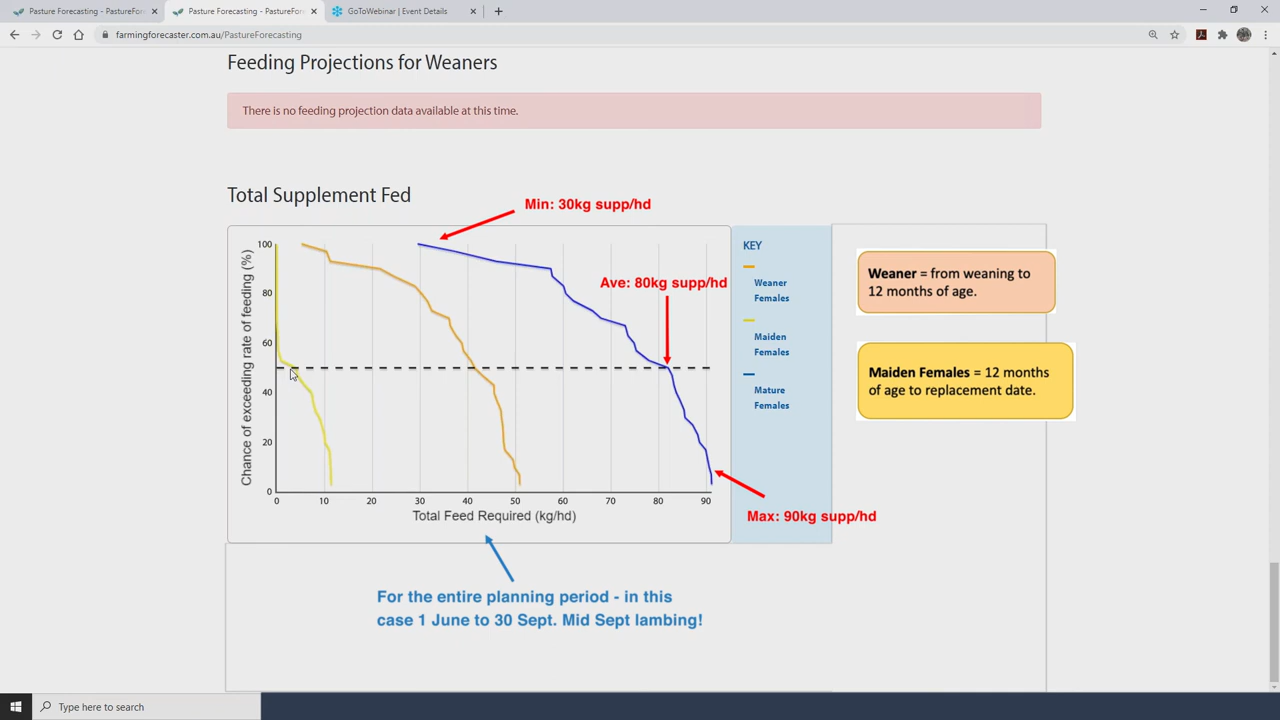 Pasture Forecasting - PastureFore
Pasture Forecasting - PastureFore
GoToWebinar | Event Details
farmingforecaster.com.au/PastureForecasting
Feeding Projections for Weaners
There is no feeding projection data available at this time.
Total Supplement Fed
Min: 30kg supp/hd
Ave: 80kg supp/hd
Max: 90kg supp/hd
Chance of exceeding rate of feeding (%)
100
80
60
40
20
0
0
10
20
30
40
50
60
70
80
90
Total Feed Required (kg/hd)
KEY
Weaner
Females
Maiden
Females
Mature
Females
Weaner = from weaning to
12 months of age.
Maiden Females = 12 months
of age to replacement date.
For the entire planning period - in this
case 1 June to 30 Sept. Mid Sept lambing!
Type here to search